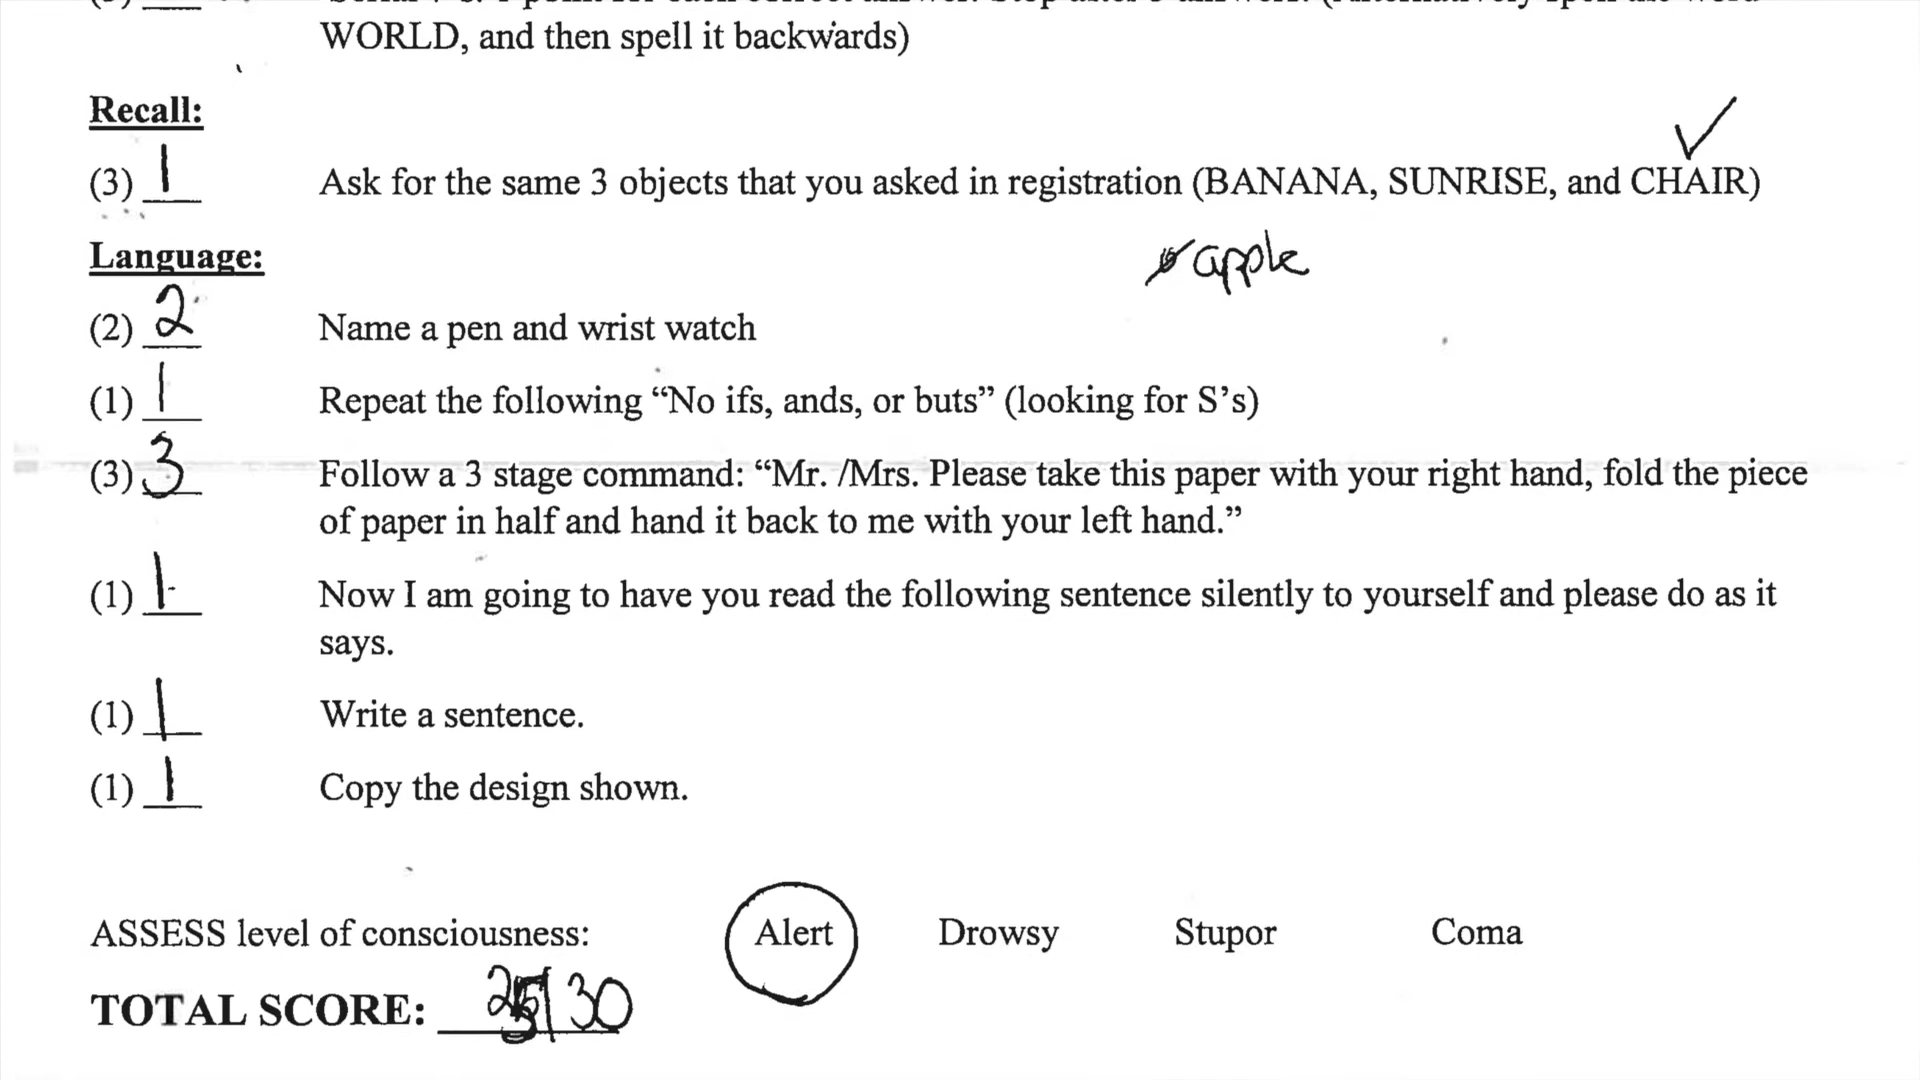 WORLD, and then spell it backwards)
Recall:
(3) 1 Ask for the same 3 objects that you asked in registration (BANANA, SUNRISE, and CHAIR) ✓
apple
Language:
(2) 2 Name a pen and wrist watch
(1) 1 Repeat the following “No ifs, ands, or buts” (looking for S’s)
(3) 3 Follow a 3 stage command: “Mr. /Mrs. Please take this paper with your right hand, fold the piece
of paper in half and hand it back to me with your left hand.”
(1) 1 Now I am going to have you read the following sentence silently to yourself and please do as it
says.
(1) 1 Write a sentence.
(1) 1 Copy the design shown.
ASSESS level of consciousness: Alert Drowsy Stupor Coma
TOTAL SCORE: /30